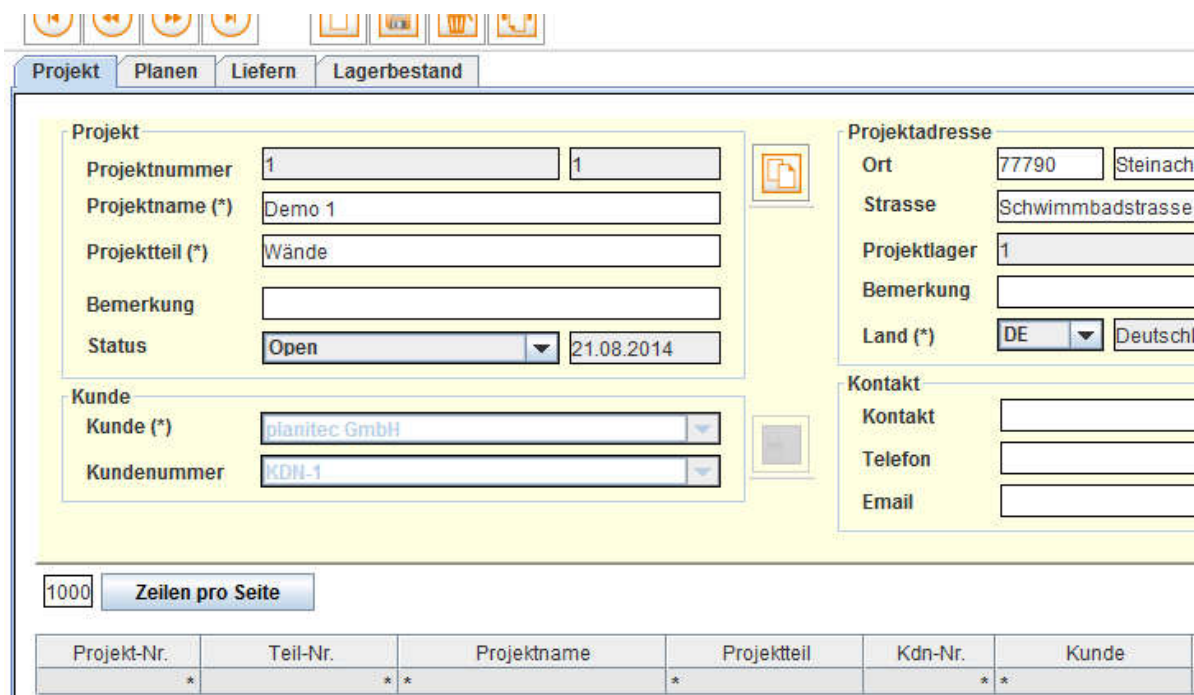 Projekt Planen Liefern Lagerbestand
Projekt
Projektnummer 1 1
Projektname (*) Demo 1
Projektteil (*) Wände
Bemerkung
Status Open 21.08.2014
Kunde
Kunde (*) planitec GmbH
Kundenummer KDN-1
Projektadresse
Ort 77790 Steinach
Strasse Schwimmbadstrasse
Projektlager 1
Bemerkung
Land (*) DE Deutschl
Kontakt
Kontakt
Telefon
Email
1000 Zeilen pro Seite
Projekt-Nr. Teil-Nr. Projektname Projektteil Kdn-Nr. Kunde
* * * * * *